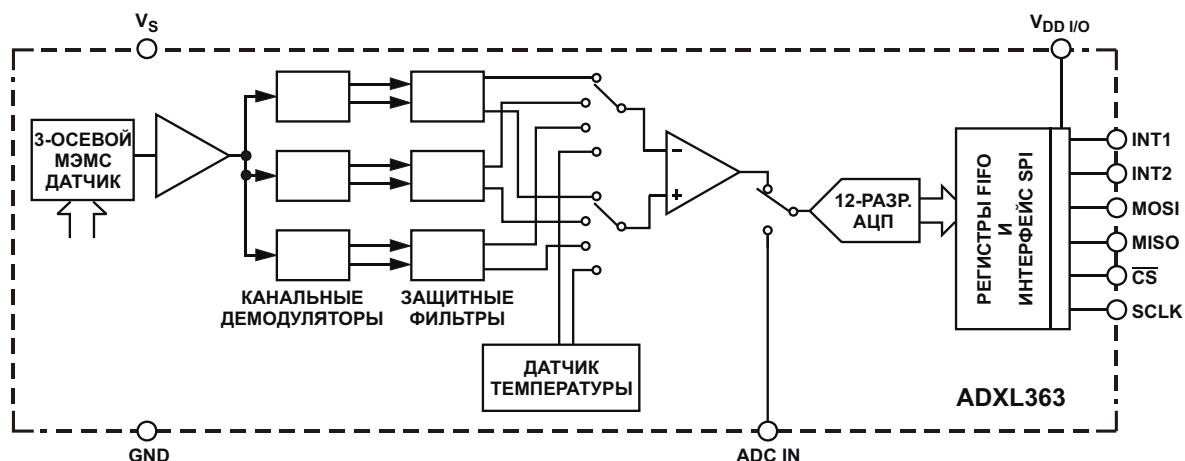 VS
VDD I/O
3-ОСЕВОЙ
МЭМС
ДАТЧИК
КАНАЛЬНЫЕ
ДЕМОДУЛЯТОРЫ
ЗАЩИТНЫЕ
ФИЛЬТРЫ
ДАТЧИК
ТЕМПЕРАТУРЫ
−
+
12-РАЗР.
АЦП
РЕГИСТРЫ FIFO
И
ИНТЕРФЕЙС SPI
INT1
INT2
MOSI
MISO
CS
SCLK
ADXL363
GND
ADC IN